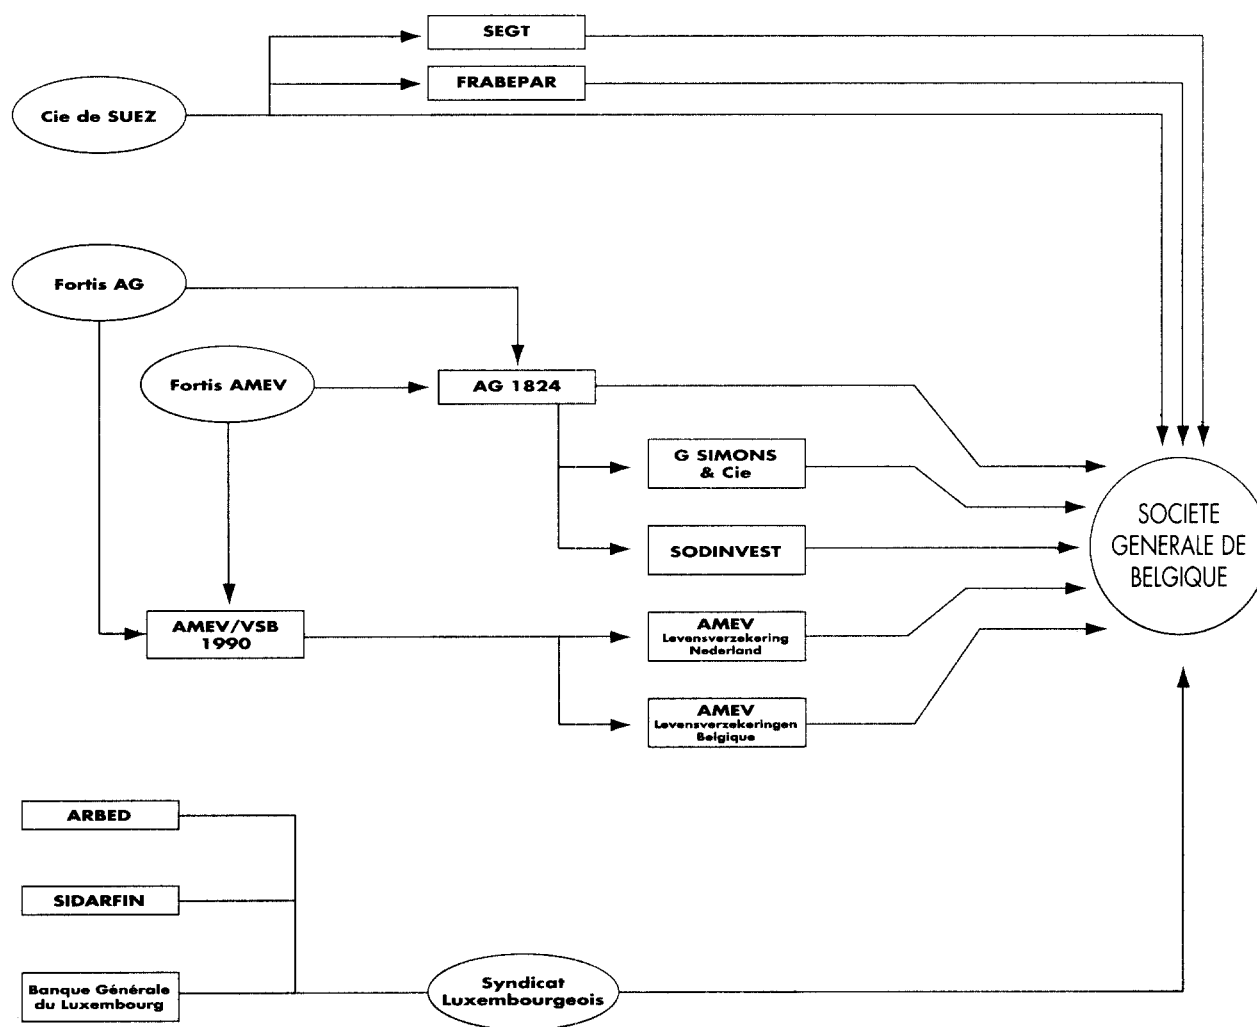 SEGT
FRABEPAR
Cie de SUEZ
Fortis AG
Fortis AMEV
AG 1824
G SIMONS
& Cie
SODINVEST
SOCIETE
GENERALE DE
BELGIQUE
AMEV/VSB
1990
AMEV
Levensverzekering
Nederland
AMEV
Levensverzekeringen
Belgique
ARBED
SIDARFIN
Banque Générale
du Luxembourg
Syndicat
Luxembourgeois